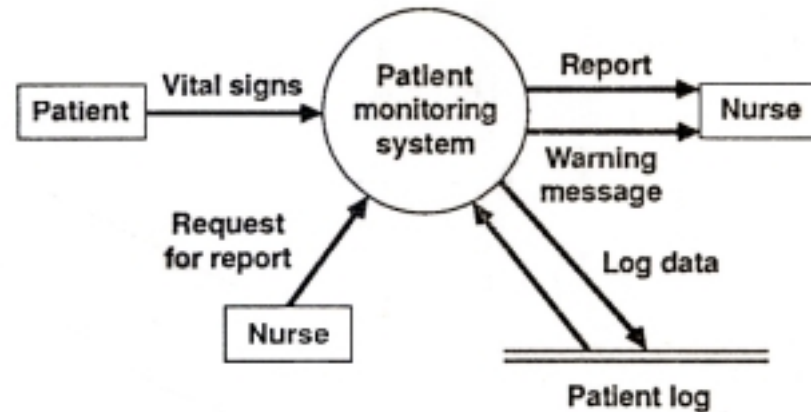 Patient
Vital signs
Patient
monitoring
system
Report
Nurse
Warning
message
Request
for report
Log data
Nurse
Patient log